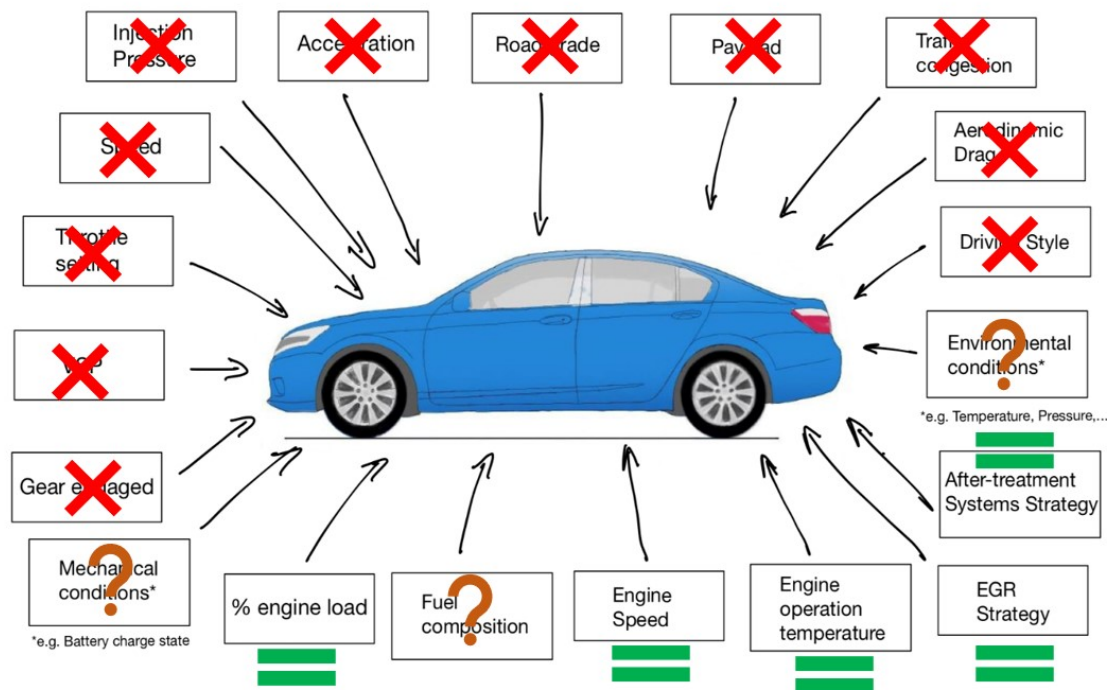 Injection
Pressure
Acceleration
Road Grade
Payload
Traffic
congestion
Speed
Aerodinamic
Drag
Throttle
setting
Driving Style
Environmental
conditions*
*e.g. Temperature, Pressure,...
Gear engaged
After-treatment
Systems Strategy
Mechanical
conditions*
*e.g. Battery charge state
% engine load
Fuel
composition
Engine
Speed
Engine
operation
temperature
EGR
Strategy